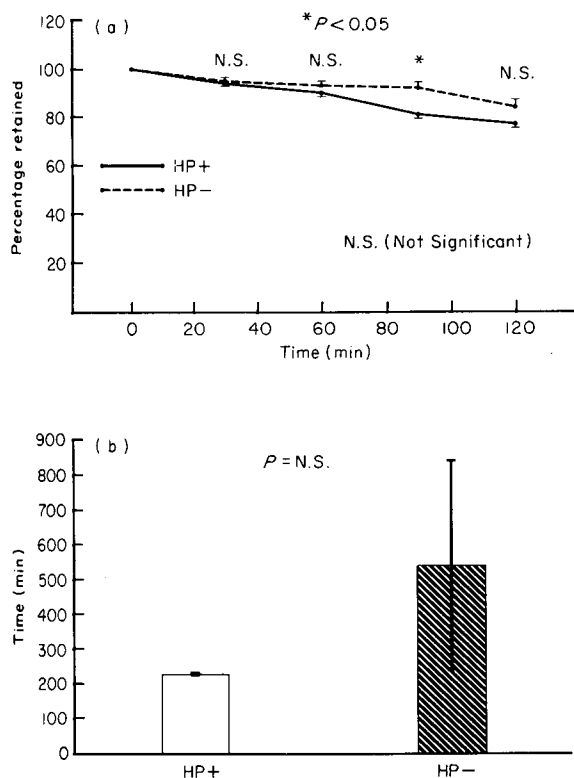 (a)
*P<0.05
Percentage retained
120
100
80
60
40
20
N.S.
N.S.
*
N.S.
HP+
HP-
N.S. (Not Significant)
0 20 40 60 80 100 120
Time (min)
(b)
P = N.S.
Time (min)
900
800
700
600
500
400
300
200
100
0
HP+ HP-